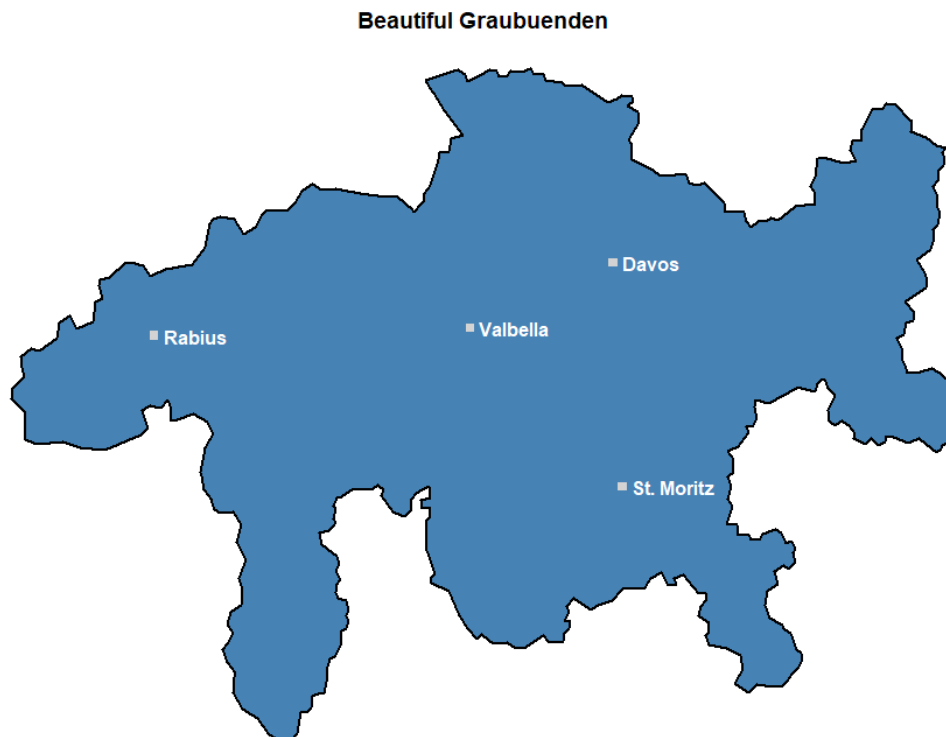 Beautiful Graubuenden
Davos
Valbella
Rabius
St. Moritz